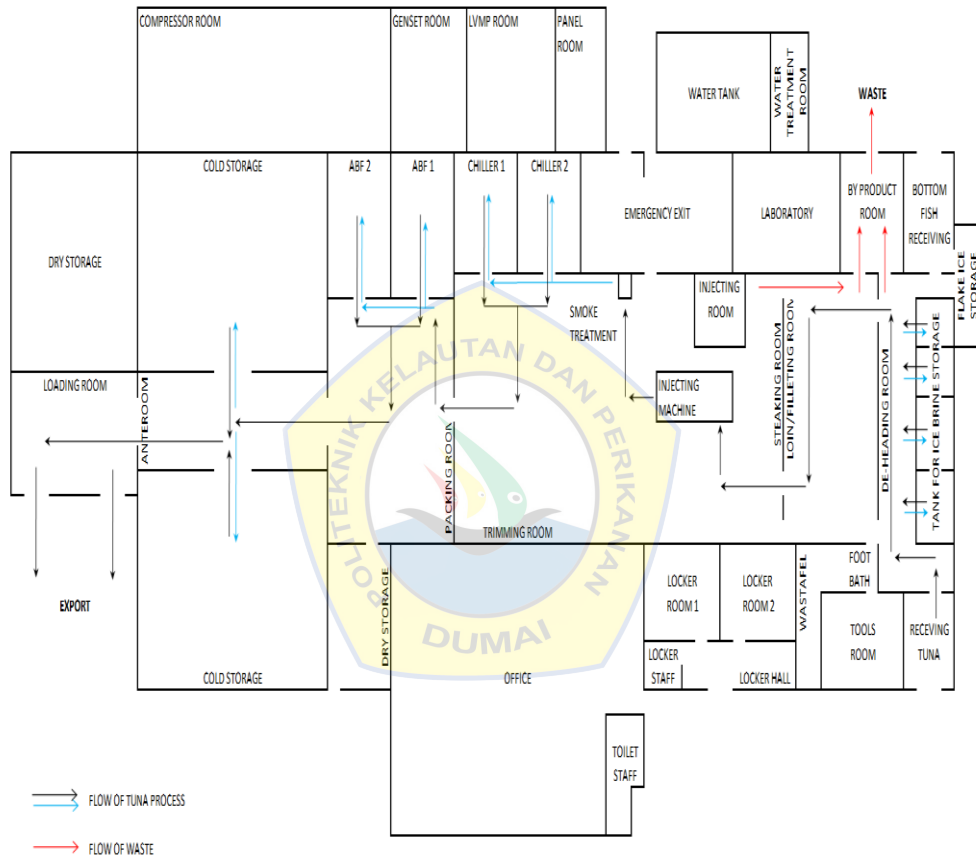 COMPRESSOR ROOM
GENSET ROOM
LVMP ROOM
PANEL
ROOM
WATER TANK
WATER
TREATMENT
ROOM
WASTE
COLD STORAGE
ABF 2
ABF 1
CHILLER 1
CHILLER 2
EMERGENCY EXIT
LABORATORY
BY PRODUCT
ROOM
BOTTOM
FISH
RECEIVING
DRY STORAGE
FLAKE ICE
STORAGE
INJECTING
ROOM
SMOKE
TREATMENT
LOADING ROOM
ANTEROOM
INJECTING
MACHINE
STEAKING ROOM
LOIN/FILLETING ROON
DE-HEADING ROOM
TANK FOR ICE BRINE STORAGE
PACKING ROON
TRIMMING ROOM
POLITEKNIK KELAUTAN DAN PERIKANAN
DUMAI
EXPORT
DRY STORAGE
LOCKER
ROOM 1
LOCKER
ROOM 2
WASTAFEL
FOOT
BATH
TOOLS
ROOM
RECEVING
TUNA
COLD STORAGE
OFFICE
LOCKER
STAFF
LOCKER HALL
TOILET
STAFF
FLOW OF TUNA PROCESS
FLOW OF WASTE